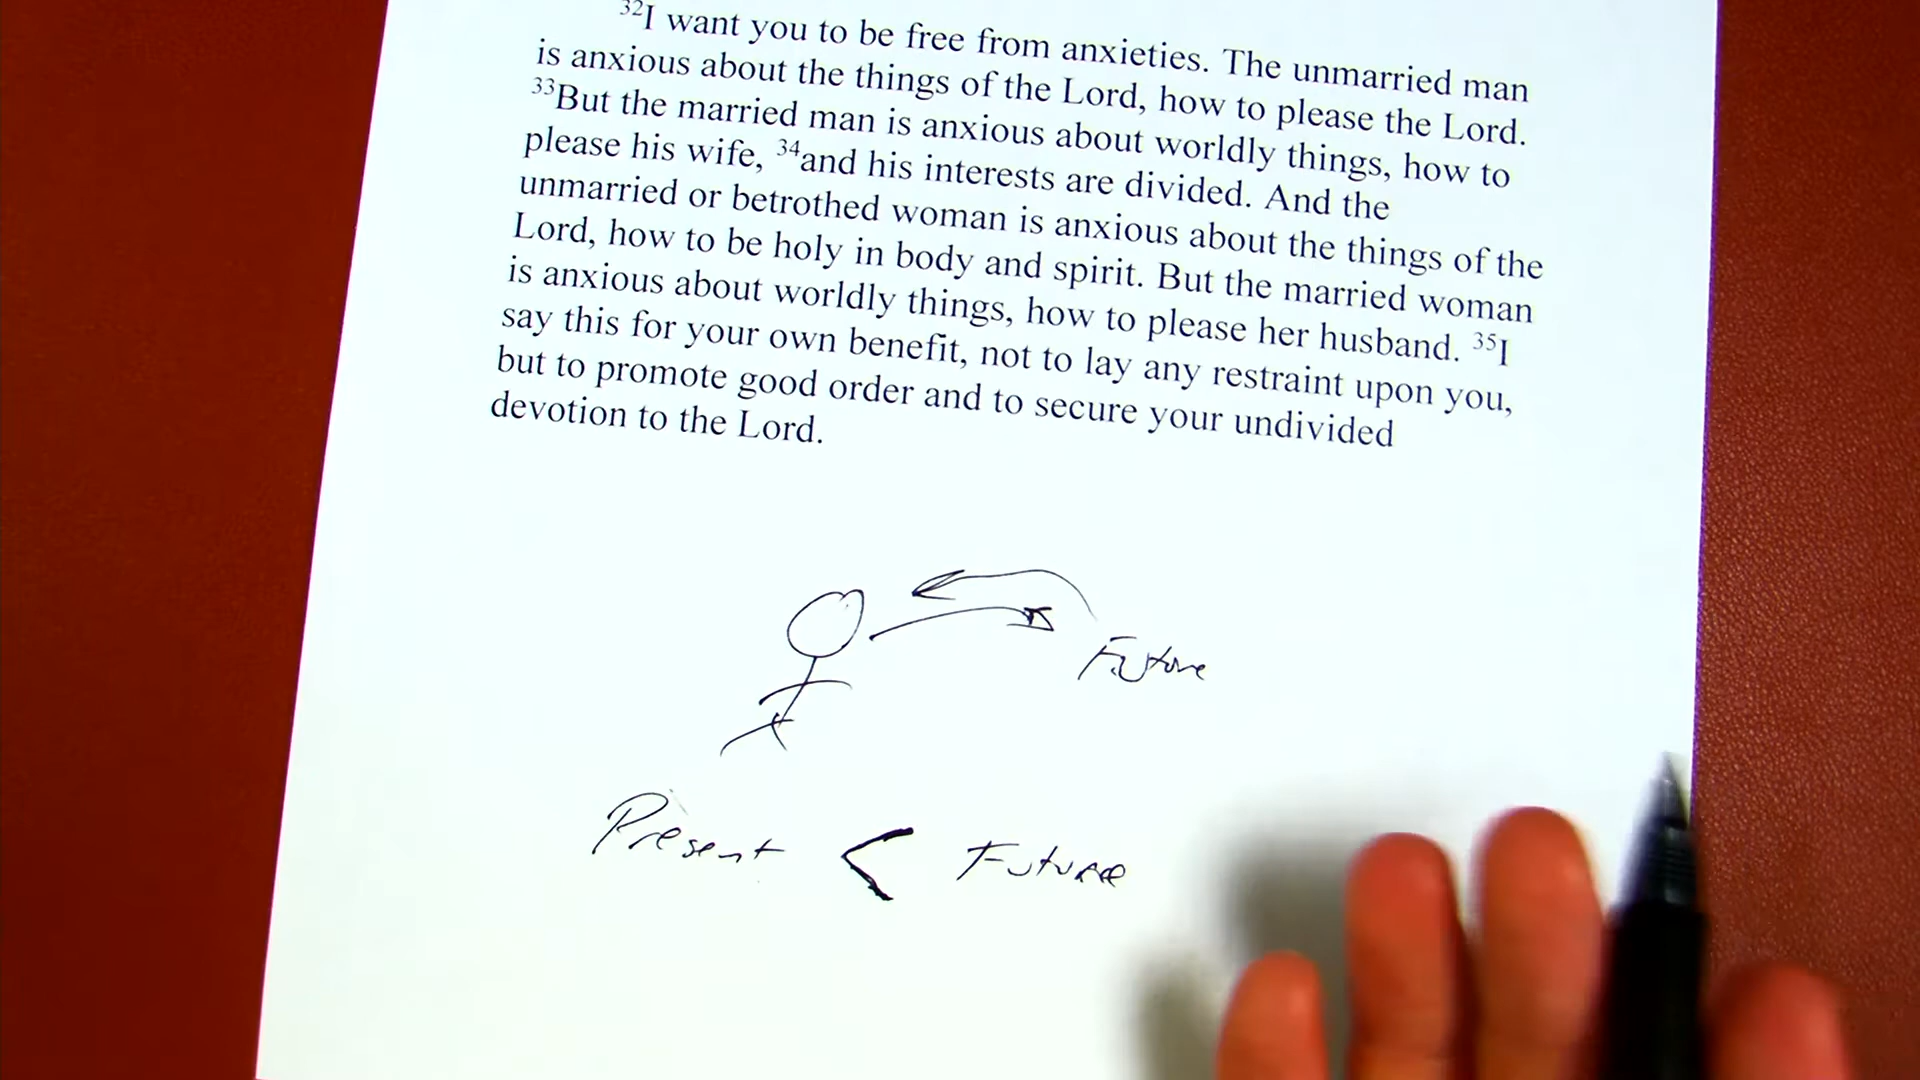 ³²I want you to be free from anxieties. The unmarried man
is anxious about the things of the Lord, how to please the Lord.
³³But the married man is anxious about worldly things, how to
please his wife, ³⁴and his interests are divided. And the
unmarried or betrothed woman is anxious about the things of the
Lord, how to be holy in body and spirit. But the married woman
is anxious about worldly things, how to please her husband. ³⁵I
say this for your own benefit, not to lay any restraint upon you,
but to promote good order and to secure your undivided
devotion to the Lord.
Future
Present < Future